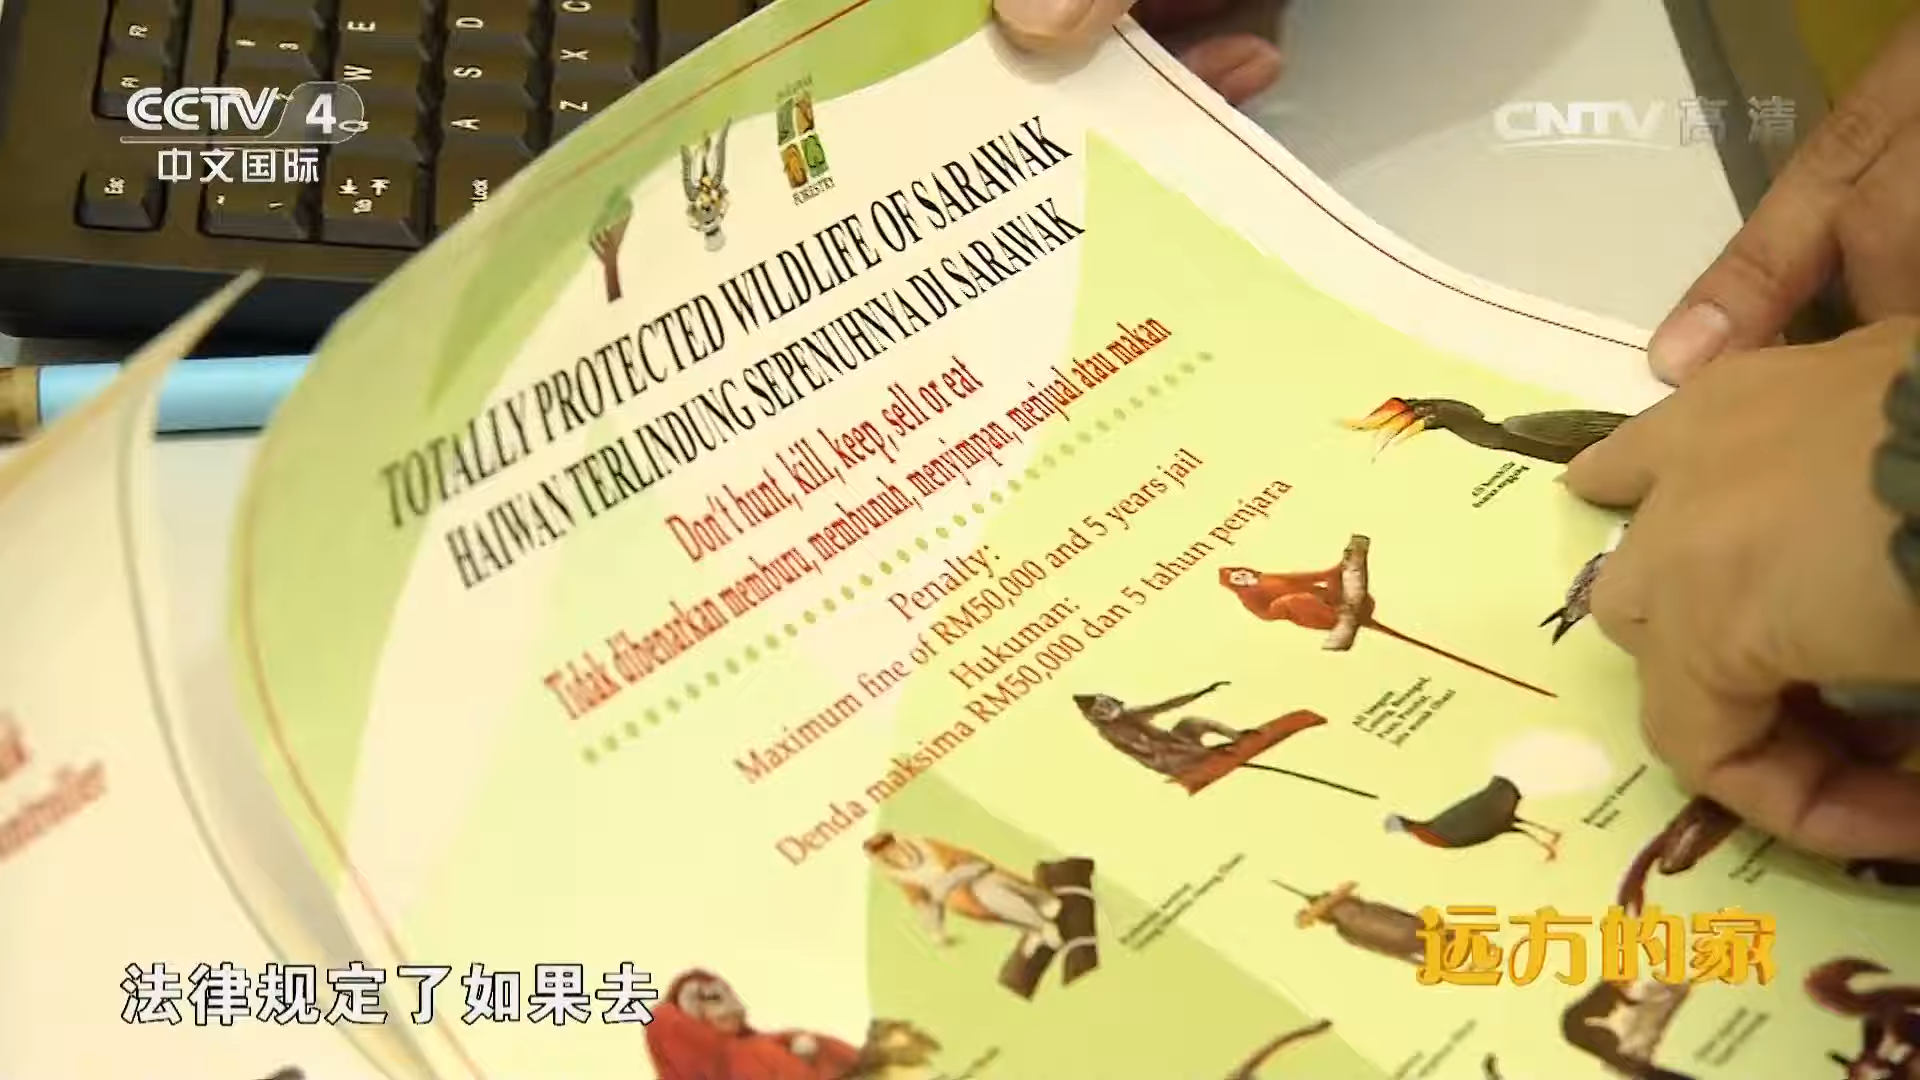 CCTV 4
中文国际
CNTV 高清
FORESTRY
TOTALLY PROTECTED WILDLIFE OF SARAWAK
HAIWAN TERLINDUNG SEPENUHNYA DI SARAWAK
Don't hunt, kill, keep, sell or eat
Tidak dibenarkan memburu, membunuh, menyimpan, menjual atau makan
Penalty:
Maximum fine of RM50,000 and 5 years jail
Hukuman:
Denda maksima RM50,000 dan 5 tahun penjara
远方的家
法律规定了如果去